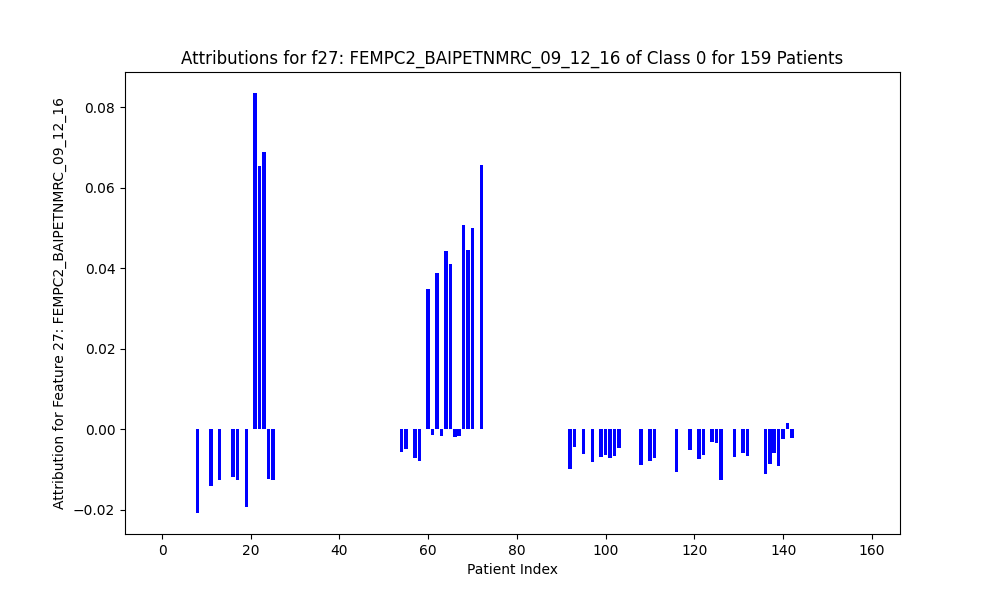 Attributions for f27: FEMPC2_BAIPETNMRC_09_12_16 of Class 0 for 159 Patients
Attribution for Feature 27: FEMPC2_BAIPETNMRC_09_12_16
0.08
0.06
0.04
0.02
0.00
−0.02
0 20 40 60 80 100 120 140 160
Patient Index